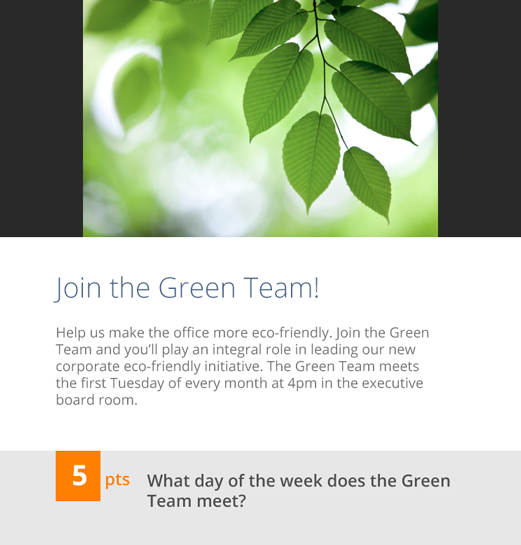 Join the Green Team!
Help us make the office more eco-friendly. Join the Green
Team and you’ll play an integral role in leading our new
corporate eco-friendly initiative. The Green Team meets
the first Tuesday of every month at 4pm in the executive
board room.
5 pts What day of the week does the Green
Team meet?